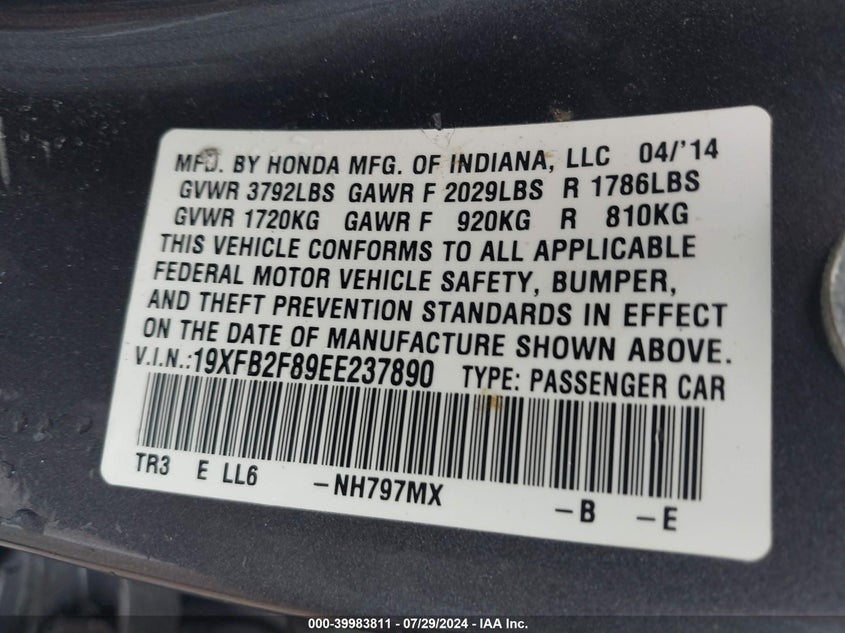 MFD. BY HONDA MFG. OF INDIANA, LLC 04/'14
GVWR 3792LBS GAWR F 2029LBS R 1786LBS
GVWR 1720KG GAWR F 920KG R 810KG
THIS VEHICLE CONFORMS TO ALL APPLICABLE
FEDERAL MOTOR VEHICLE SAFETY, BUMPER,
AND THEFT PREVENTION STANDARDS IN EFFECT
ON THE DATE OF MANUFACTURE SHOWN ABOVE.
V.I.N.:19XFB2F89EE237890 TYPE: PASSENGER CAR
TR3 E LL6 -NH797MX -B -E
000-39983811 / 07/29/2024 - IAA Inc.